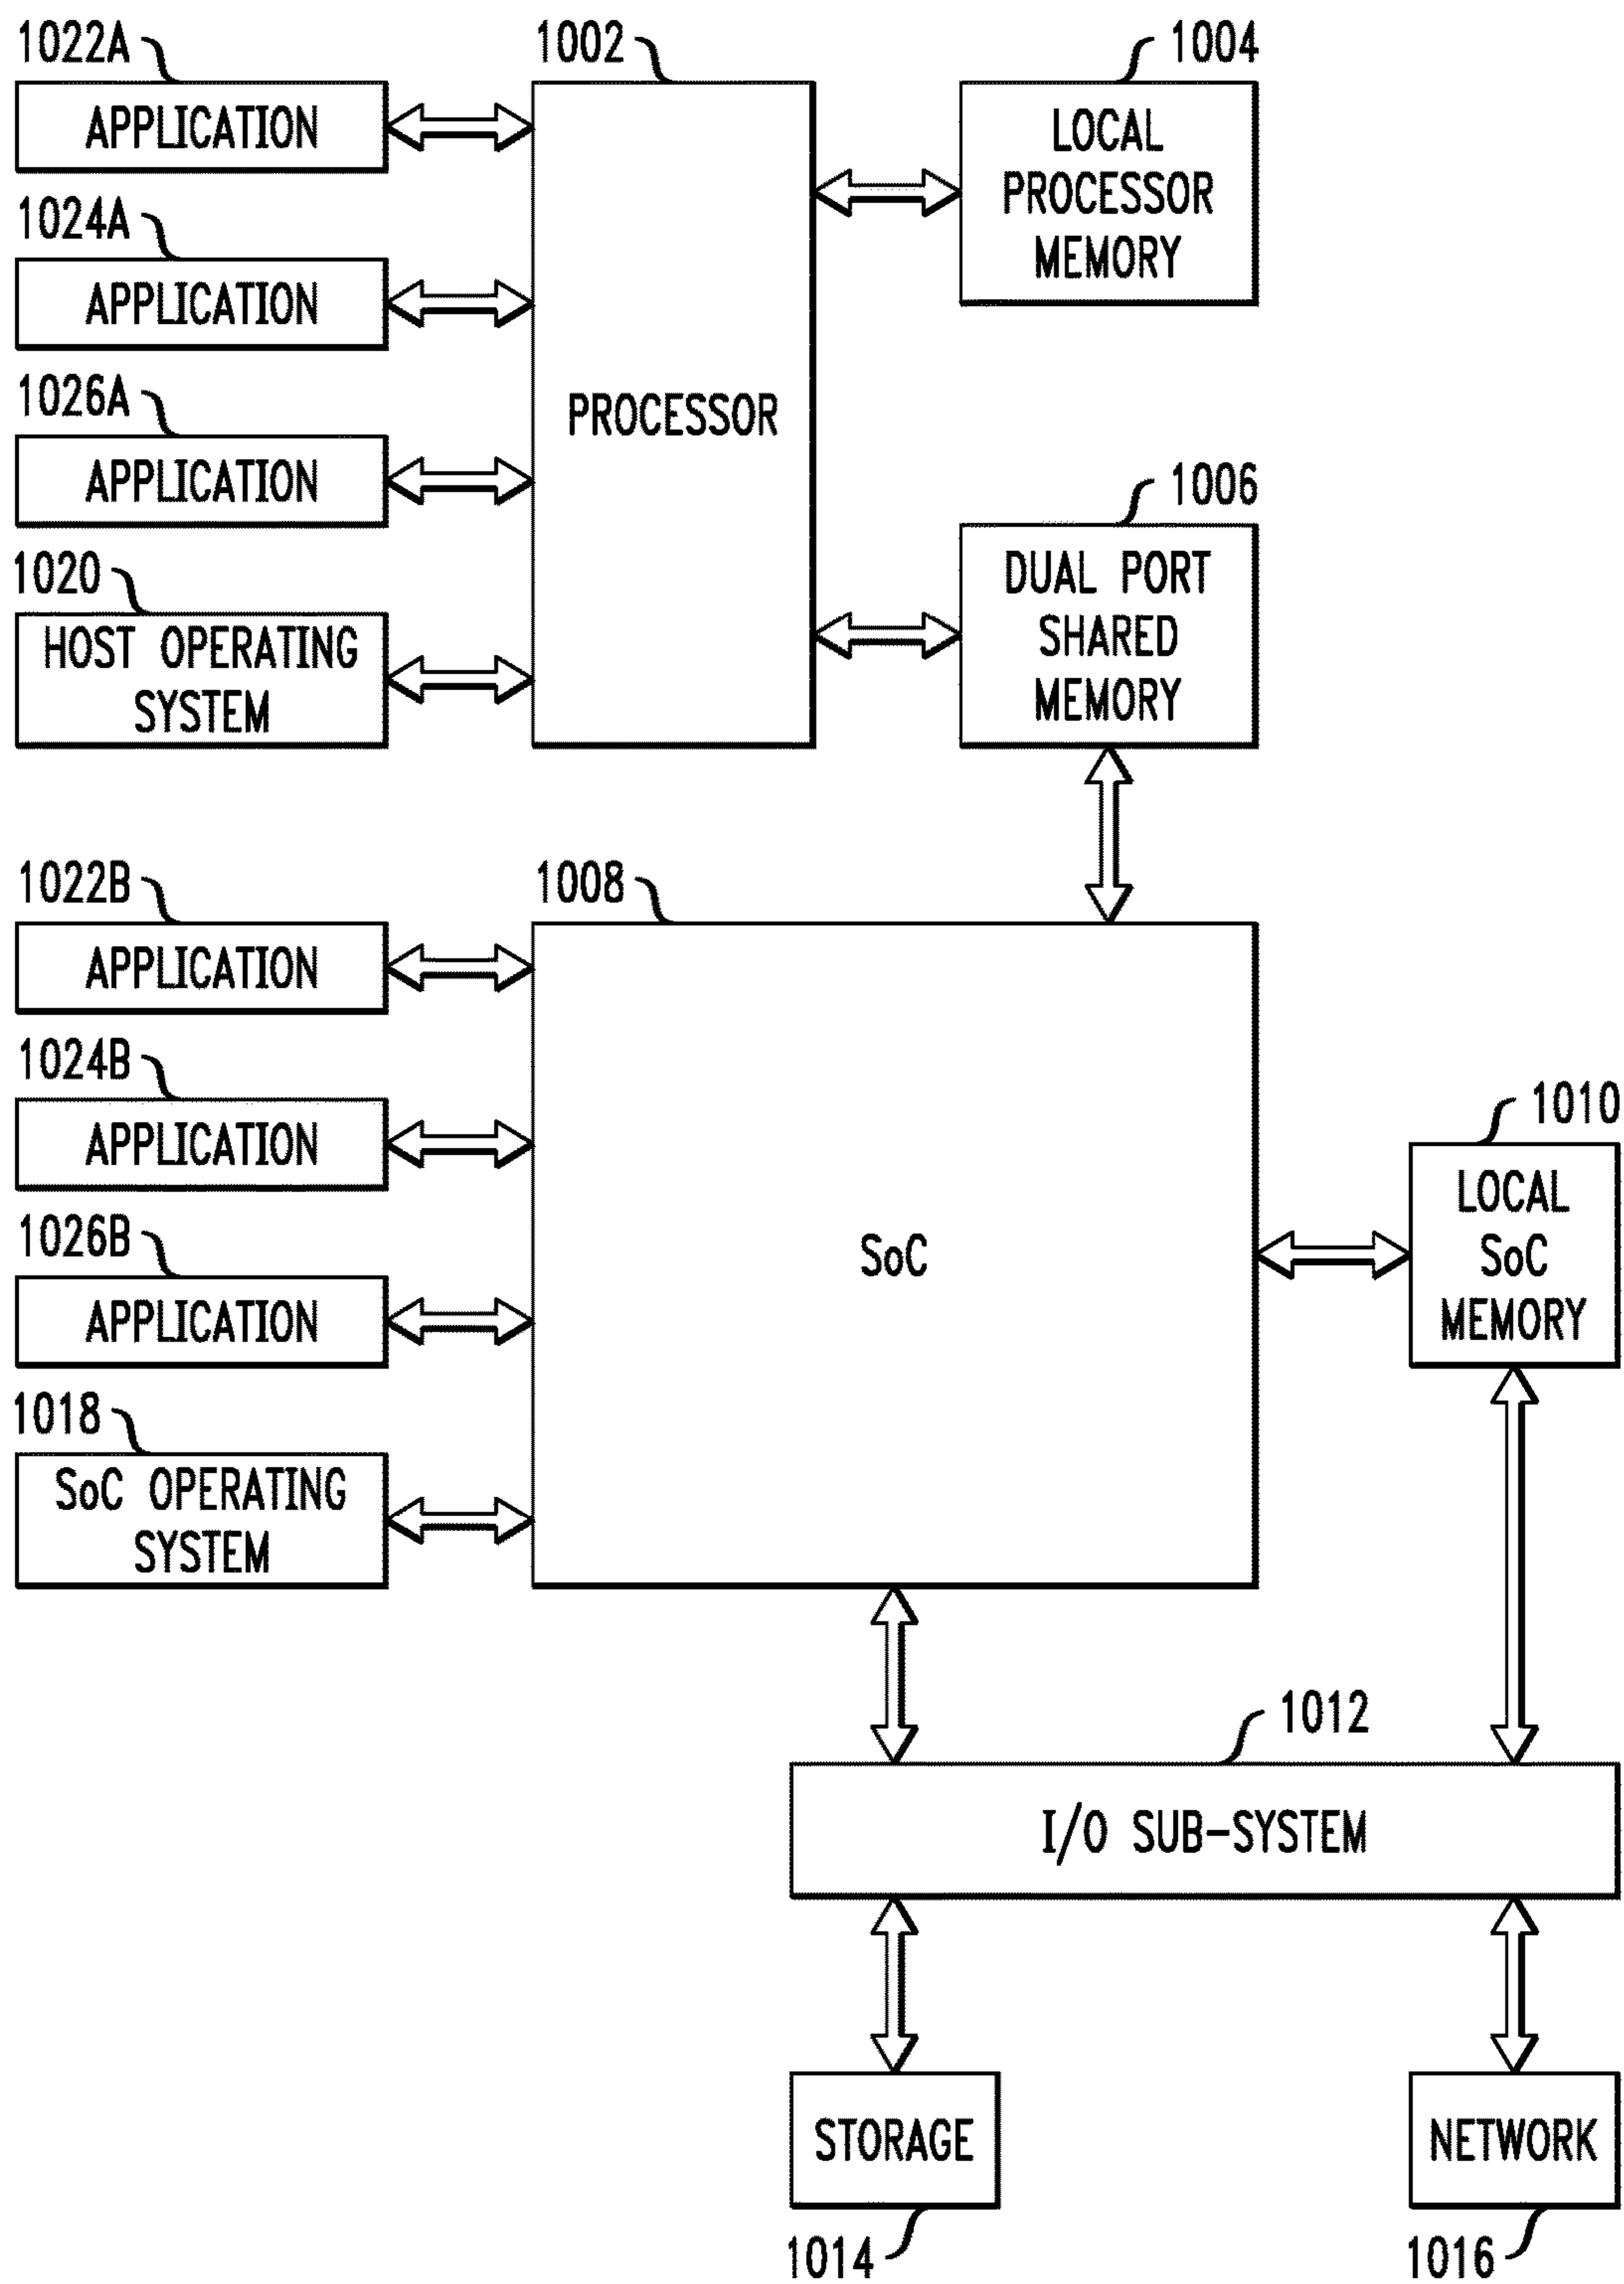 1022A
APPLICATION
1024A
APPLICATION
1026A
APPLICATION
1020
HOST OPERATING
SYSTEM
1002
PROCESSOR
1004
LOCAL
PROCESSOR
MEMORY
1006
DUAL PORT
SHARED
MEMORY
1022B
APPLICATION
1024B
APPLICATION
1026B
APPLICATION
1018
SoC OPERATING
SYSTEM
1008
SoC
1010
LOCAL
SoC
MEMORY
1012
I/O SUB-SYSTEM
STORAGE
1014
NETWORK
1016